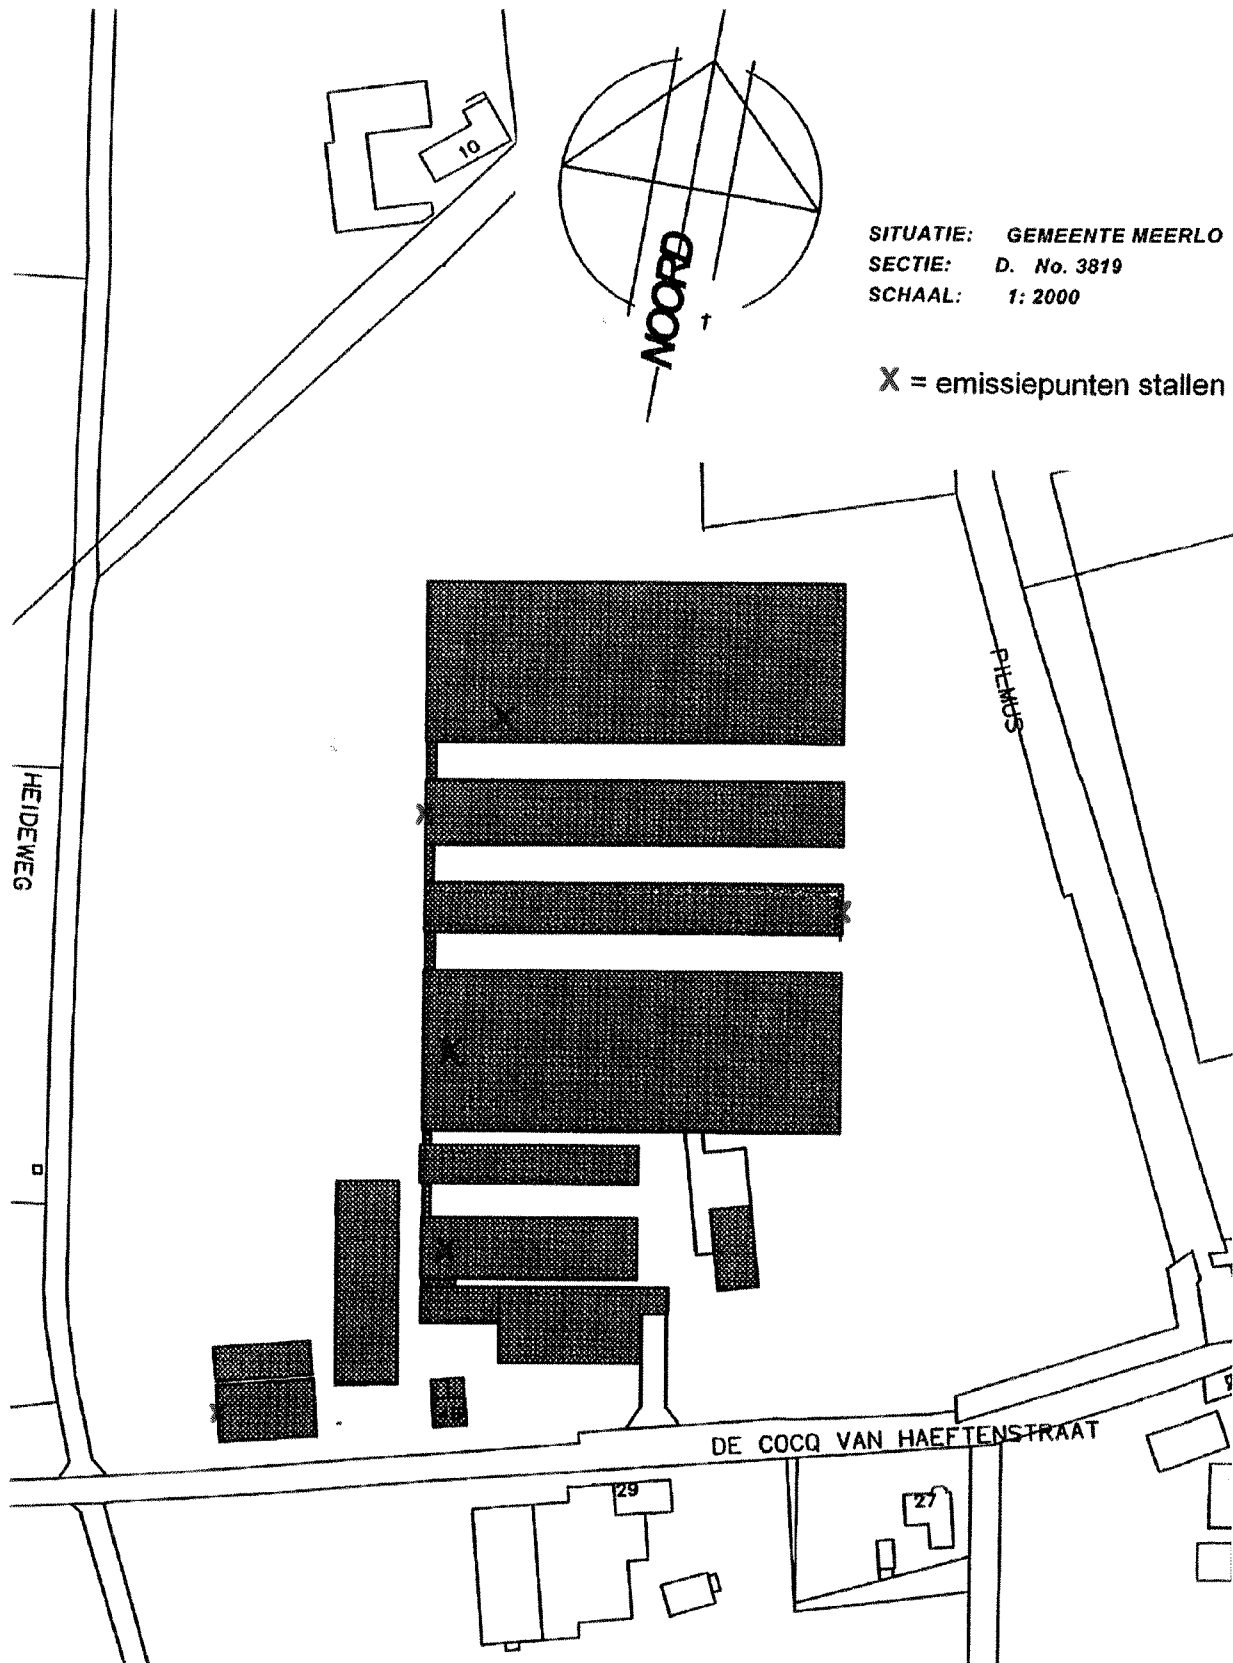 10
NOORD
SITUATIE: GEMEENTE MEERLO
SECTIE: D. No. 3819
SCHAAL: 1: 2000
X = emissiepunten stallen
PILMUS
HEIDEWEG
DE COCQ VAN HAEFTENSTRAAT
29
27